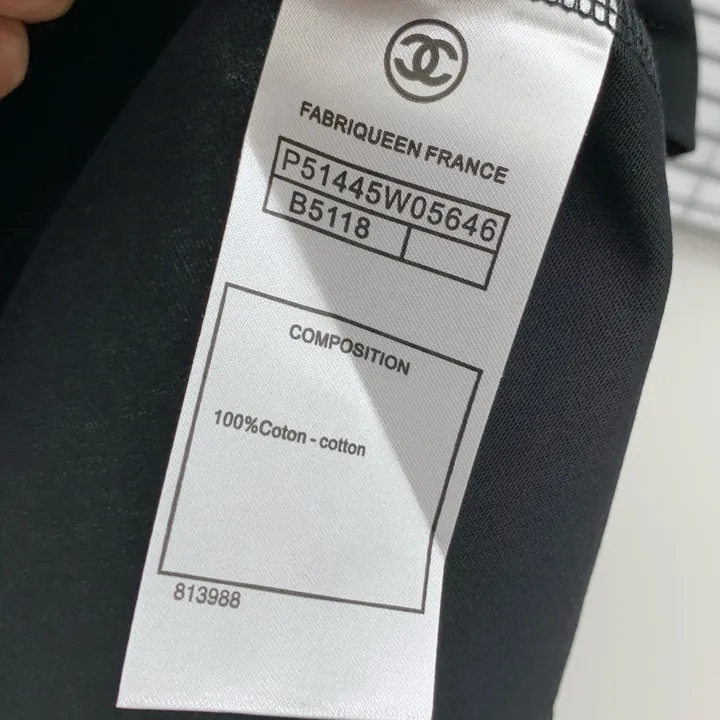 FABRIQUEEN FRANCE
P51445W05646
B5118
COMPOSITION
100%Coton - cotton
813988